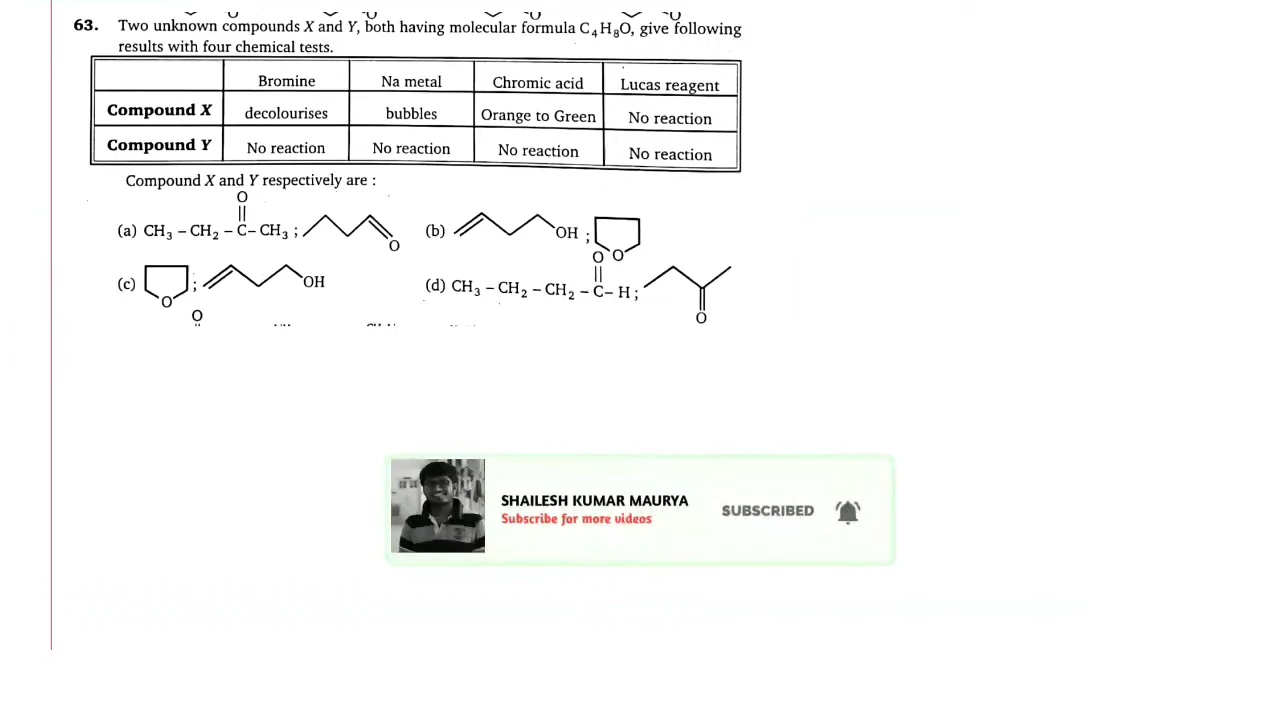 63. Two unknown compounds X and Y, both having molecular formula C₄H₈O, give following
results with four chemical tests.
Bromine Na metal Chromic acid Lucas reagent
Compound X decolourises bubbles Orange to Green No reaction
Compound Y No reaction No reaction No reaction No reaction
Compound X and Y respectively are :
(a) CH₃ – CH₂ – C(=O) – CH₃ ; O (b) OH ; O
(c) O ; OH (d) CH₃ – CH₂ – CH₂ – C(=O) – H ; O
O
SHAILESH KUMAR MAURYA
Subscribe for more videos
SUBSCRIBED